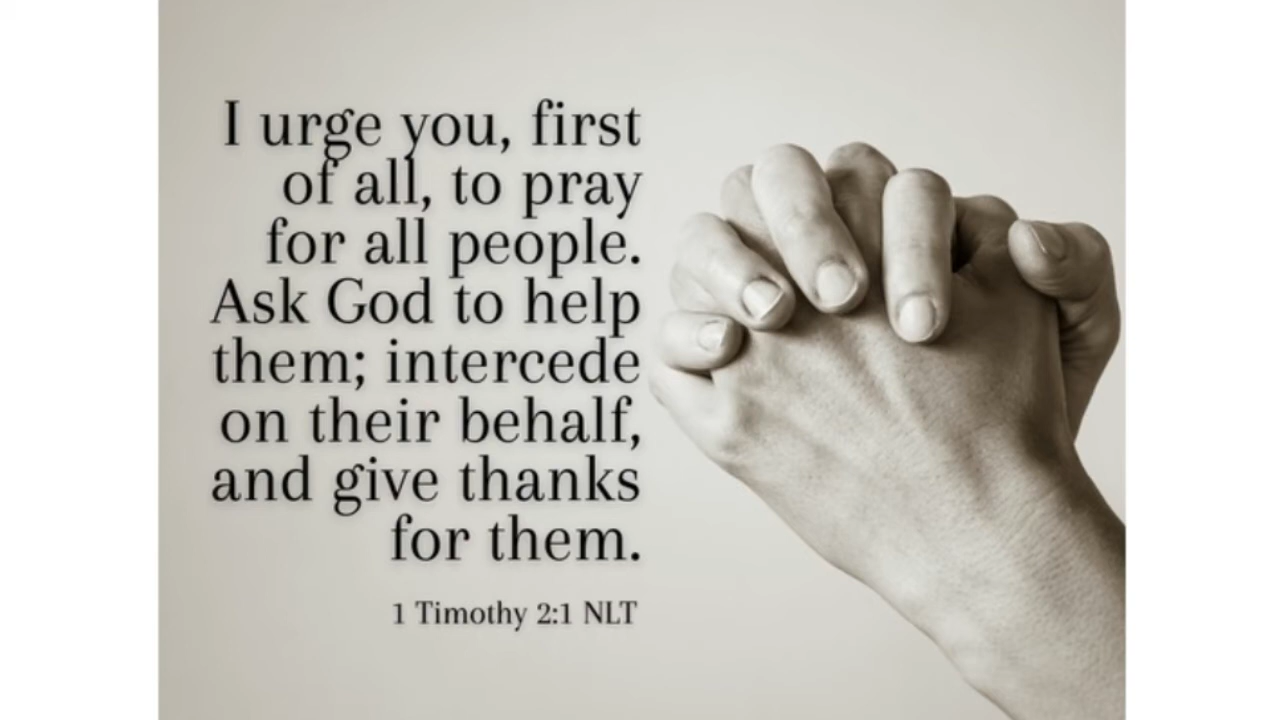 I urge you, first
of all, to pray
for all people.
Ask God to help
them; intercede
on their behalf,
and give thanks
for them.
1 Timothy 2:1 NLT